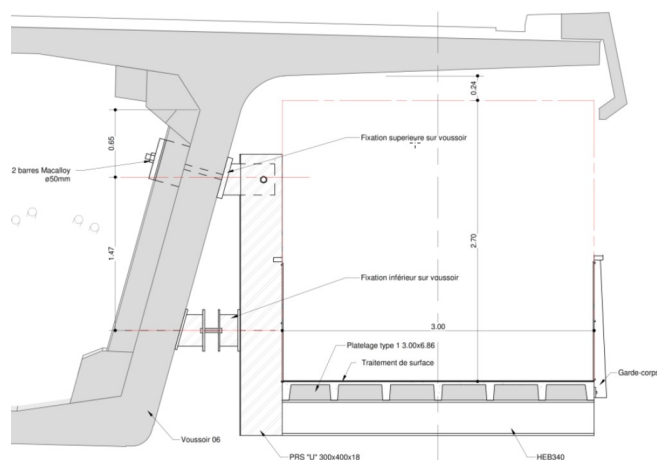 0.24
0.65
Fixation superieure sur voussoir
2 barres Macalloy
ø50mm
2.70
1.47
Fixation inférieur sur voussoir
3.00
Platelage type 1 3.00x6.86
Traitement de surface
Garde-corps
Voussoir 06
PRS "U" 300x400x18
HEB340